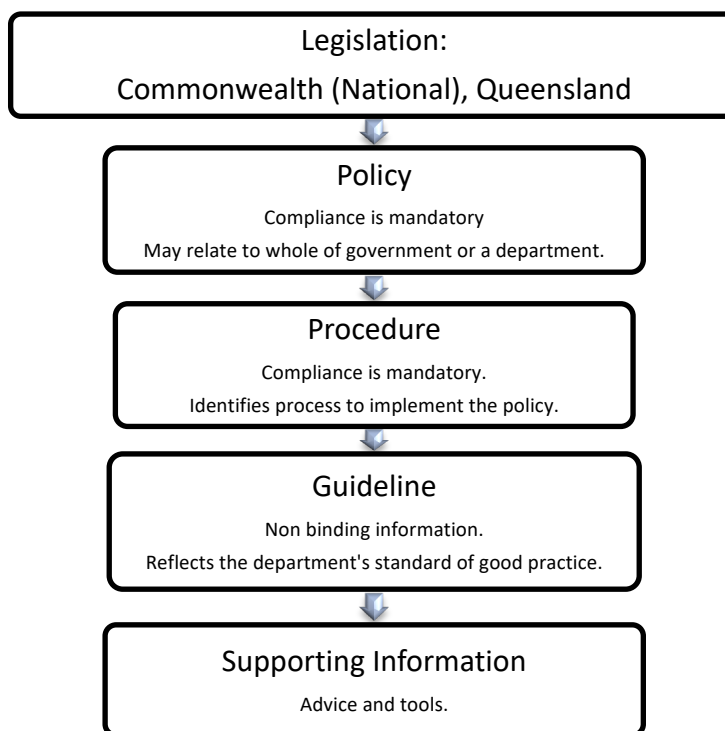 Legislation:
Commonwealth (National), Queensland
Policy
Compliance is mandatory
May relate to whole of government or a department.
Procedure
Compliance is mandatory.
Identifies process to implement the policy.
Guideline
Non binding information.
Reflects the department's standard of good practice.
Supporting Information
Advice and tools.